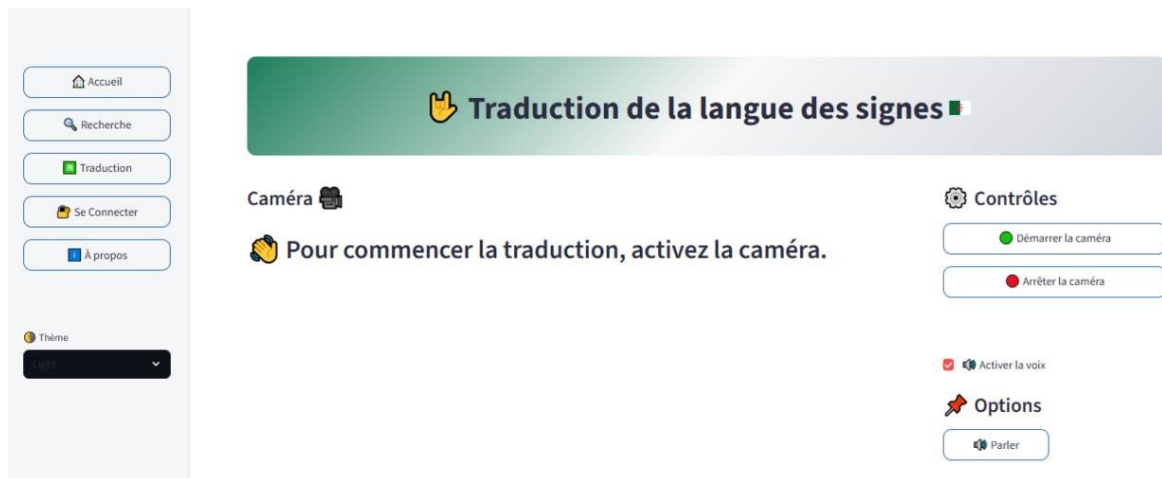 Accueil
Recherche
Traduction
Se Connecter
À propos
Thème
Light
Traduction de la langue des signes
Caméra
Pour commencer la traduction, activez la caméra.
Contrôles
Démarrer la caméra
Arrêter la caméra
Activer la voix
Options
Parler